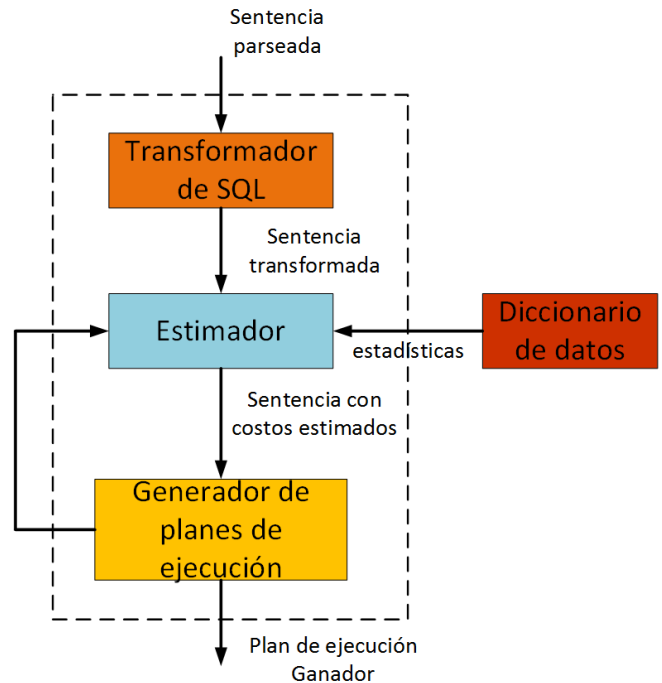 Sentencia
parseada
Transformador
de SQL
Sentencia
transformada
Estimador
Diccionario
de datos
estadísticas
Sentencia con
costos estimados
Generador de
planes de
ejecución
Plan de ejecución
Ganador